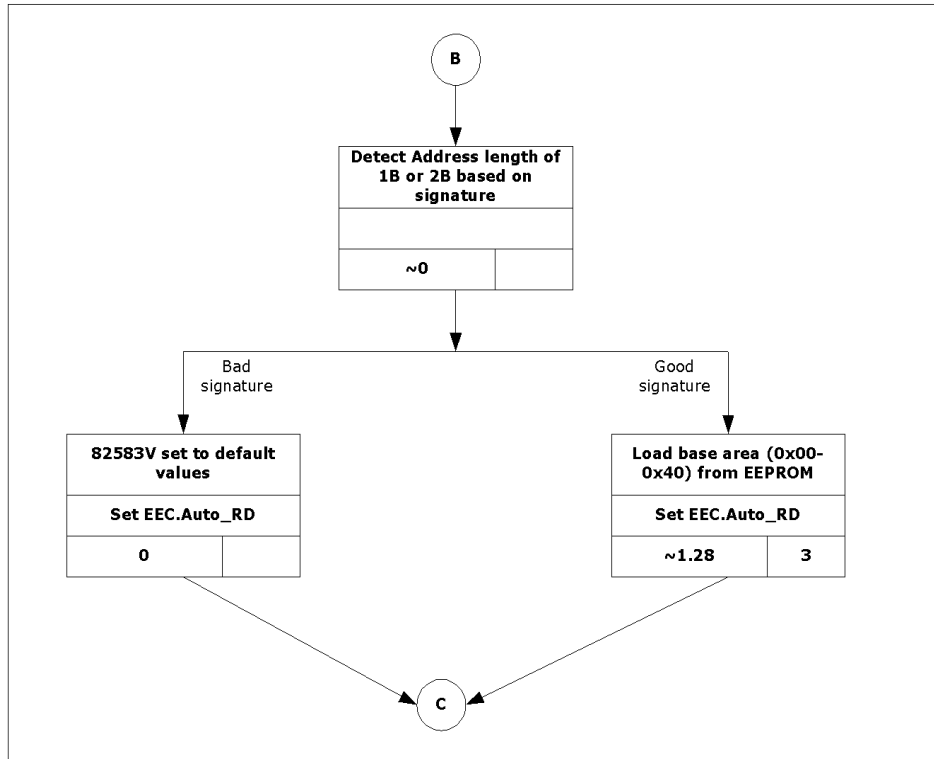 B
Detect Address length of
1B or 2B based on
signature
~0
Bad
signature
Good
signature
82583V set to default
values
Set EEC.Auto_RD
0
Load base area (0x00-
0x40) from EEPROM
Set EEC.Auto_RD
~1.28
3
C